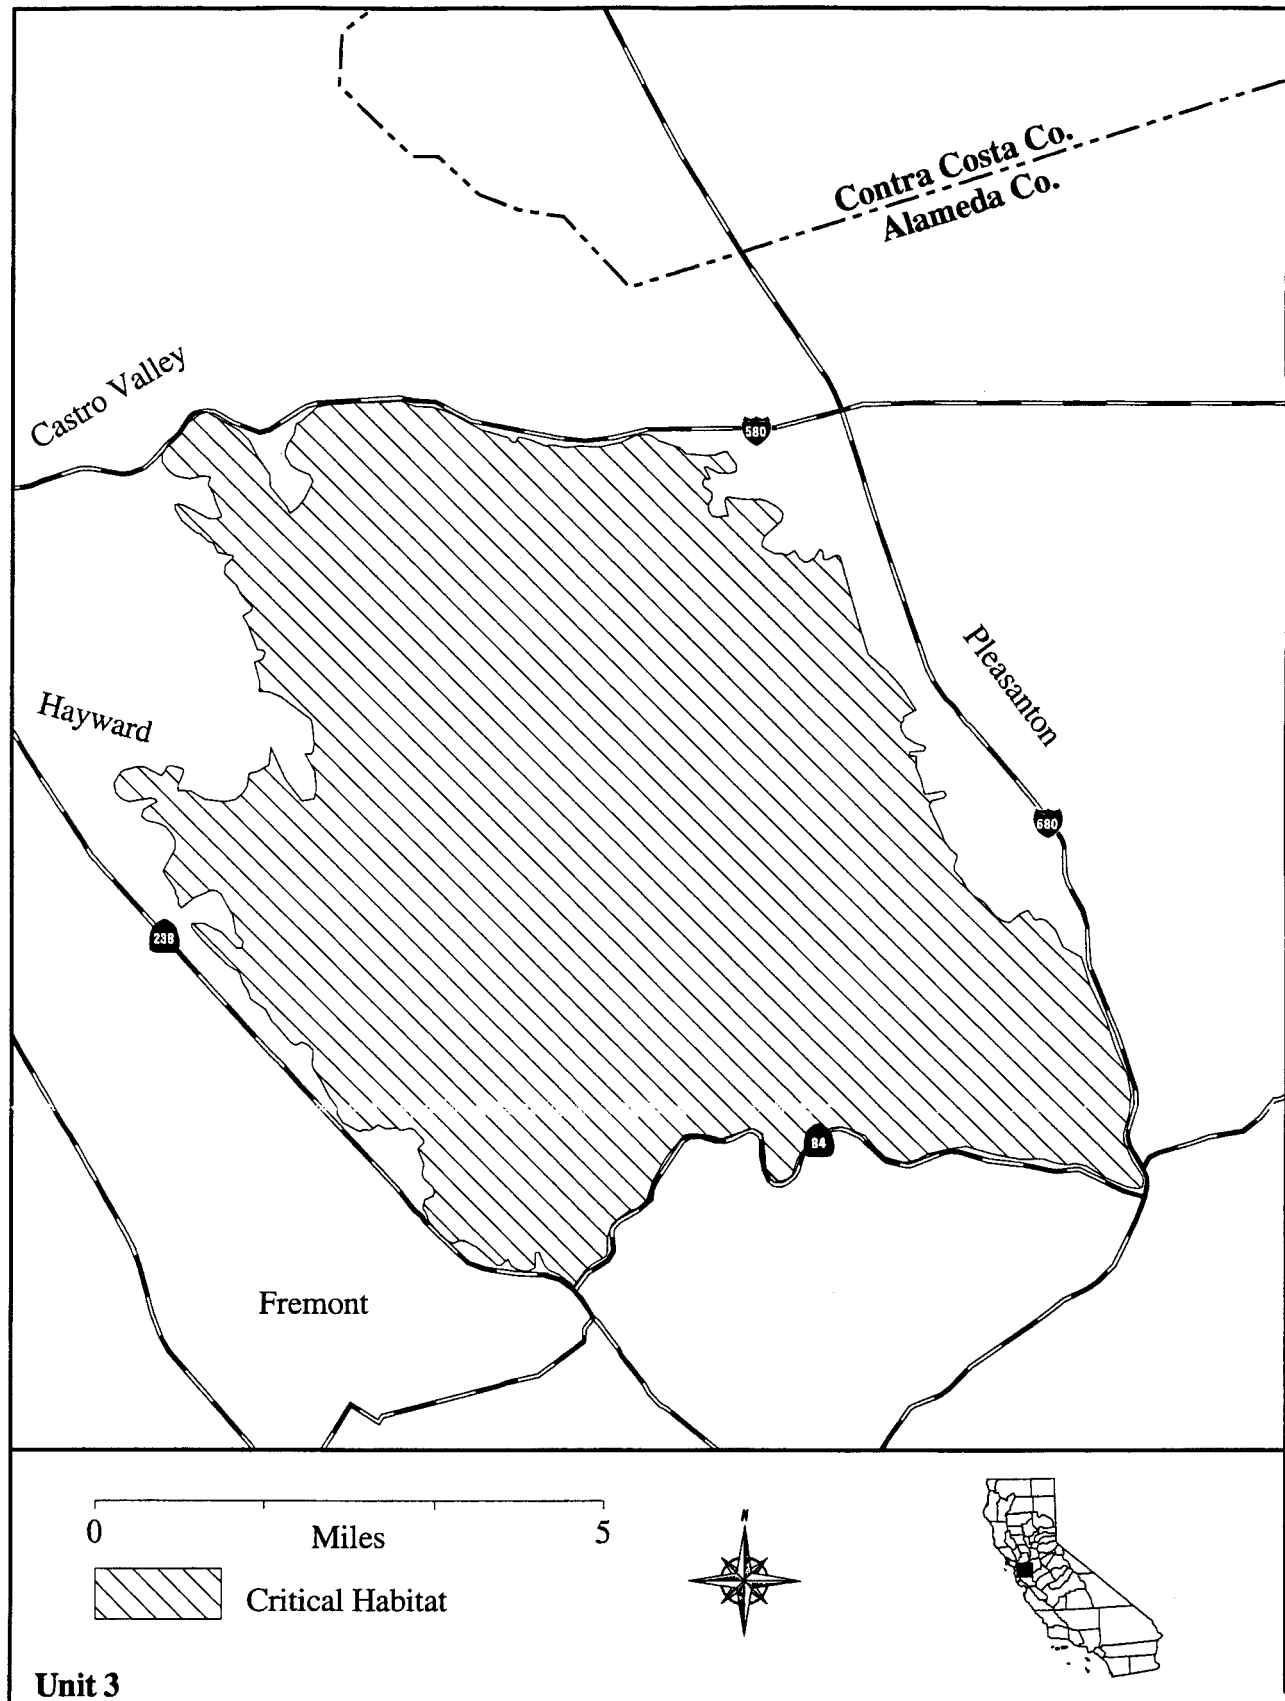 Contra Costa Co.
Alameda Co.
Castro Valley
580
Pleasanton
Hayward
680
238
84
Fremont
N
0 5
Miles
Critical Habitat
Unit 3